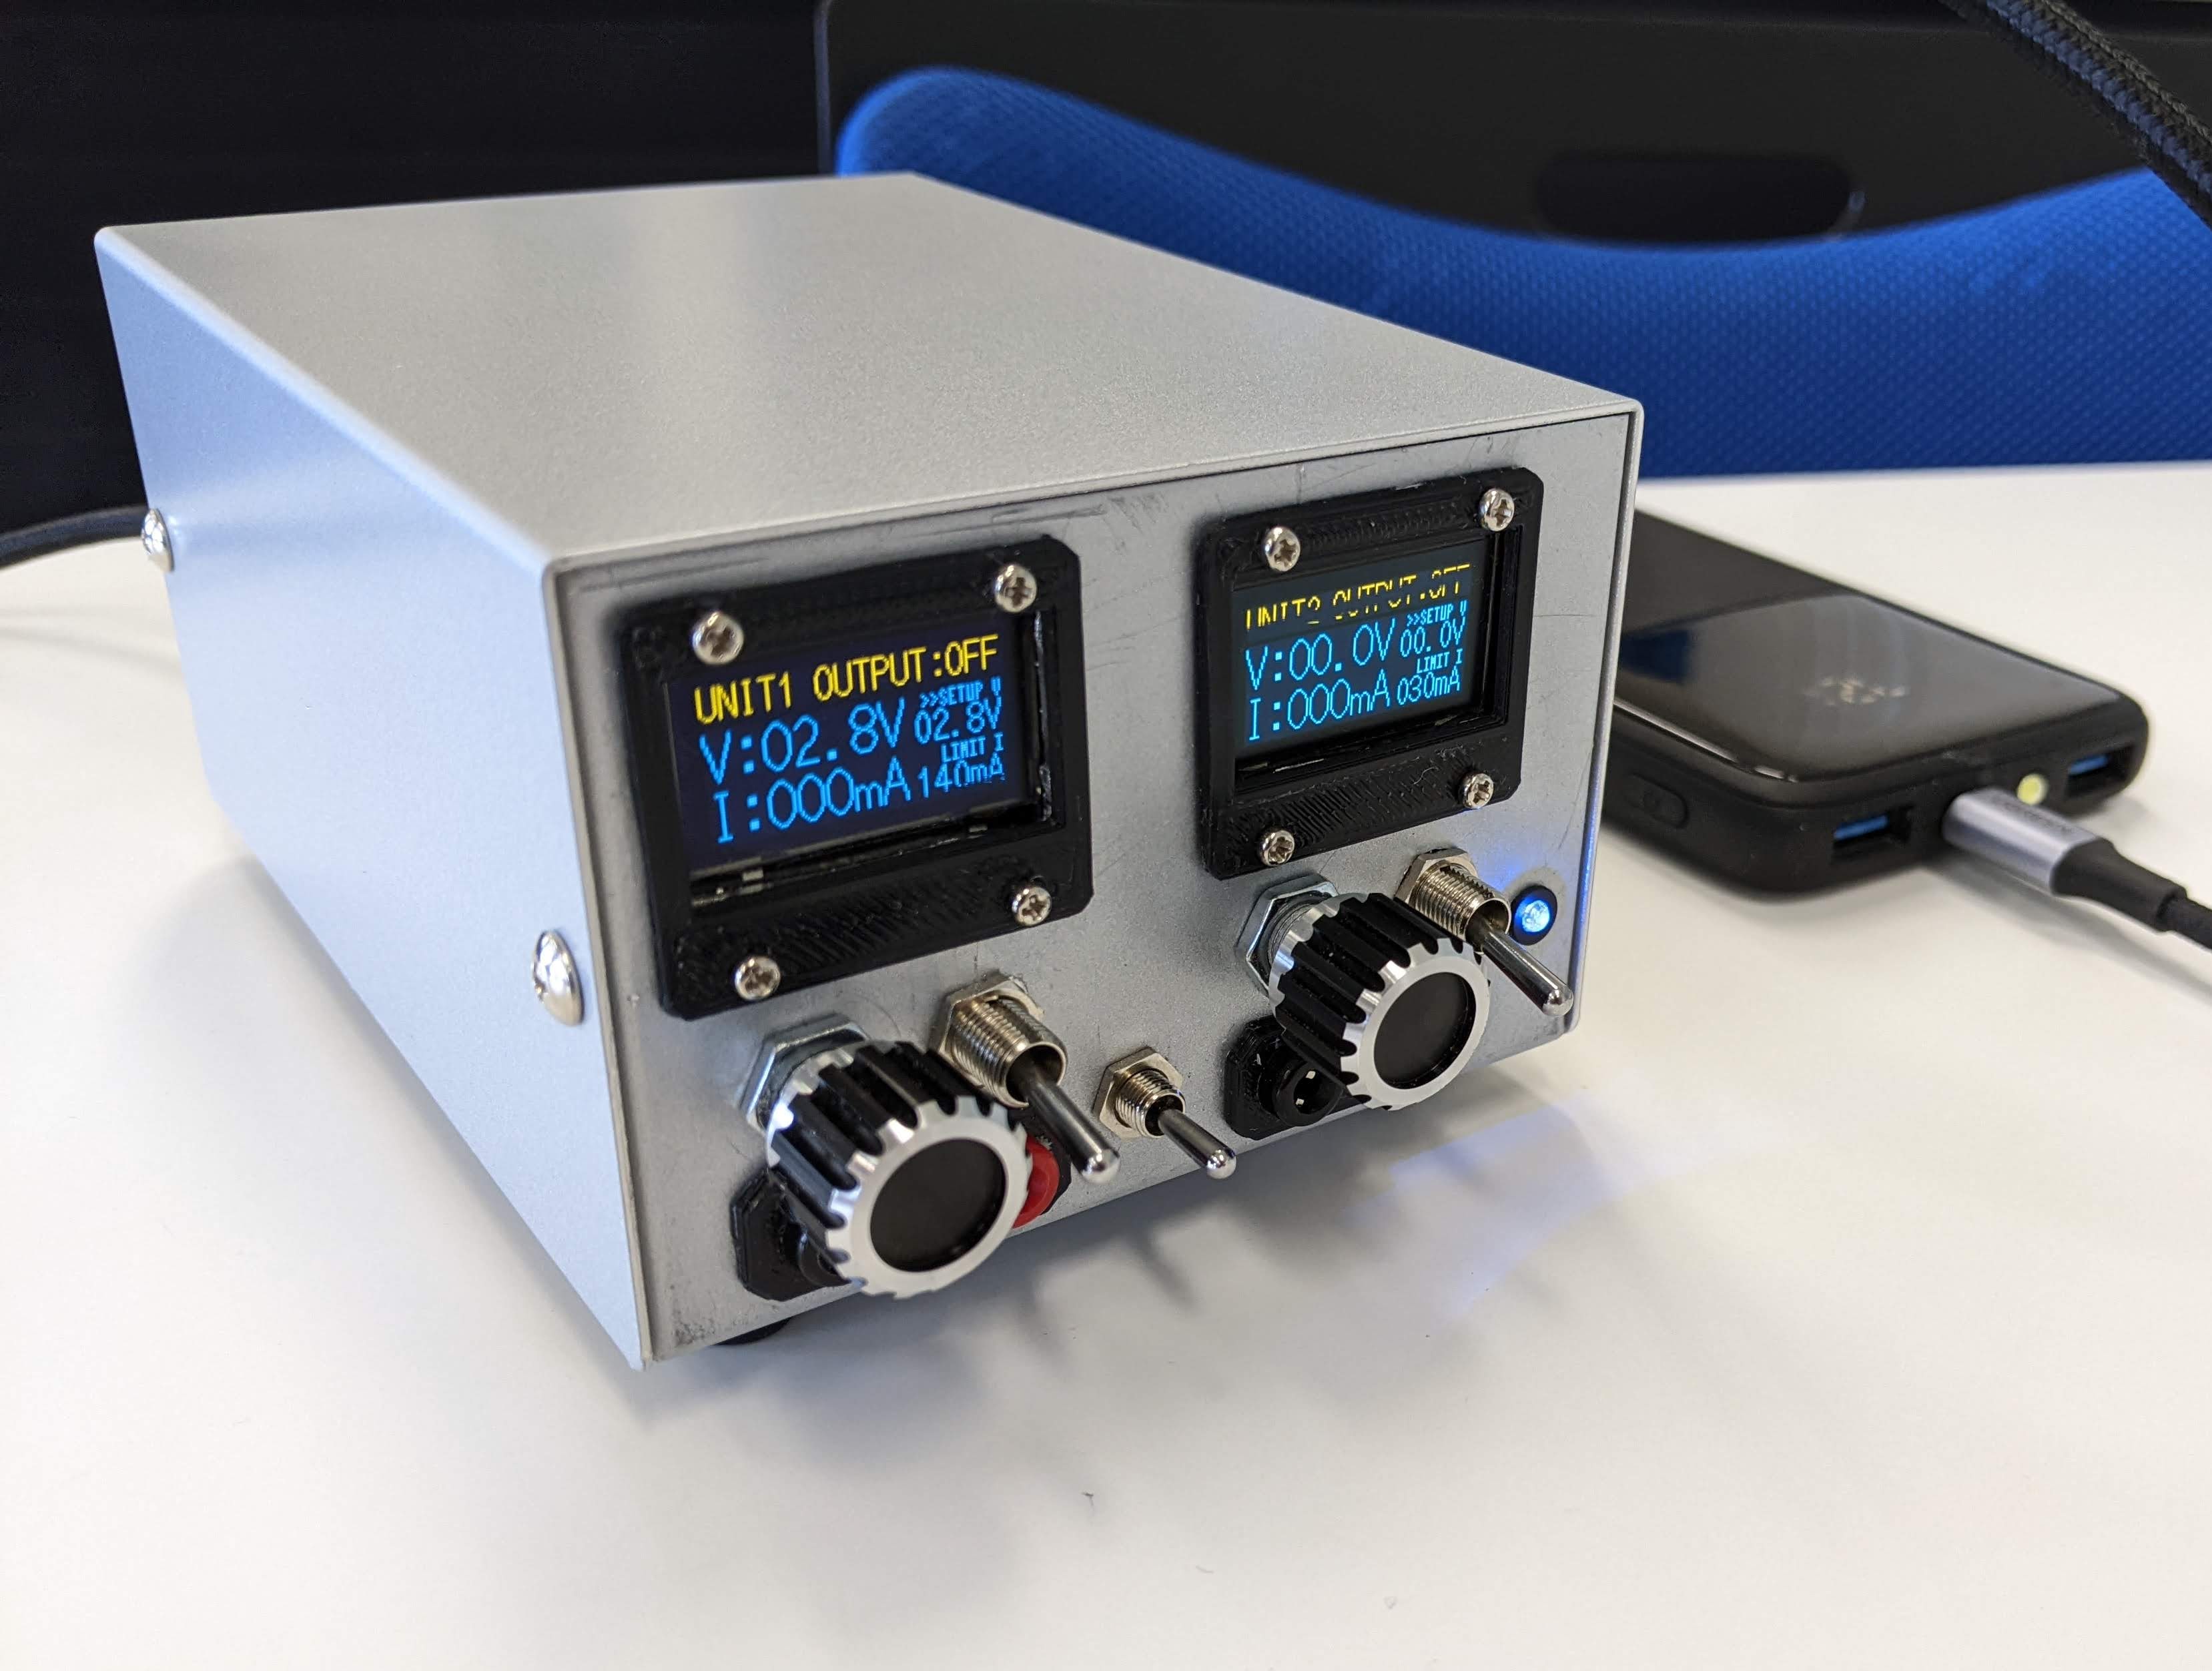 UNIT1 OUTPUT:OFF
>>SETUP V
V:02.8V 02.8V
LIMIT I
I:000mA 140mA
UNIT2 OUTPUT:OFF
>>SETUP V
V:00.0V 00.0V
LIMIT I
I:000mA 030mA